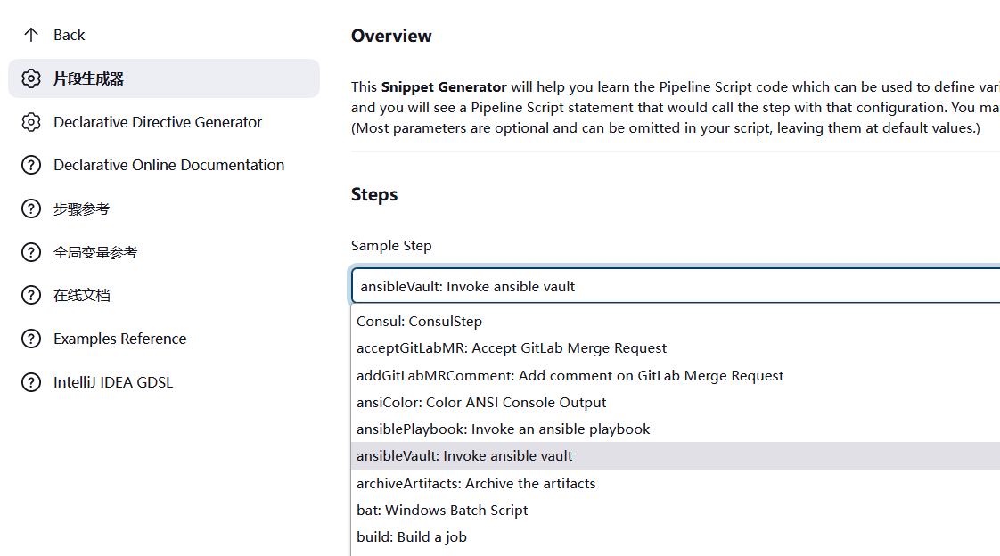 Back
片段生成器
Declarative Directive Generator
Declarative Online Documentation
步骤参考
全局变量参考
在线文档
Examples Reference
IntelliJ IDEA GDSL
Overview
This Snippet Generator will help you learn the Pipeline Script code which can be used to define vari
and you will see a Pipeline Script statement that would call the step with that configuration. You ma
(Most parameters are optional and can be omitted in your script, leaving them at default values.)
Steps
Sample Step
ansibleVault: Invoke ansible vault
Consul: ConsulStep
acceptGitLabMR: Accept GitLab Merge Request
addGitLabMRComment: Add comment on GitLab Merge Request
ansiColor: Color ANSI Console Output
ansiblePlaybook: Invoke an ansible playbook
ansibleVault: Invoke ansible vault
archiveArtifacts: Archive the artifacts
bat: Windows Batch Script
build: Build a job